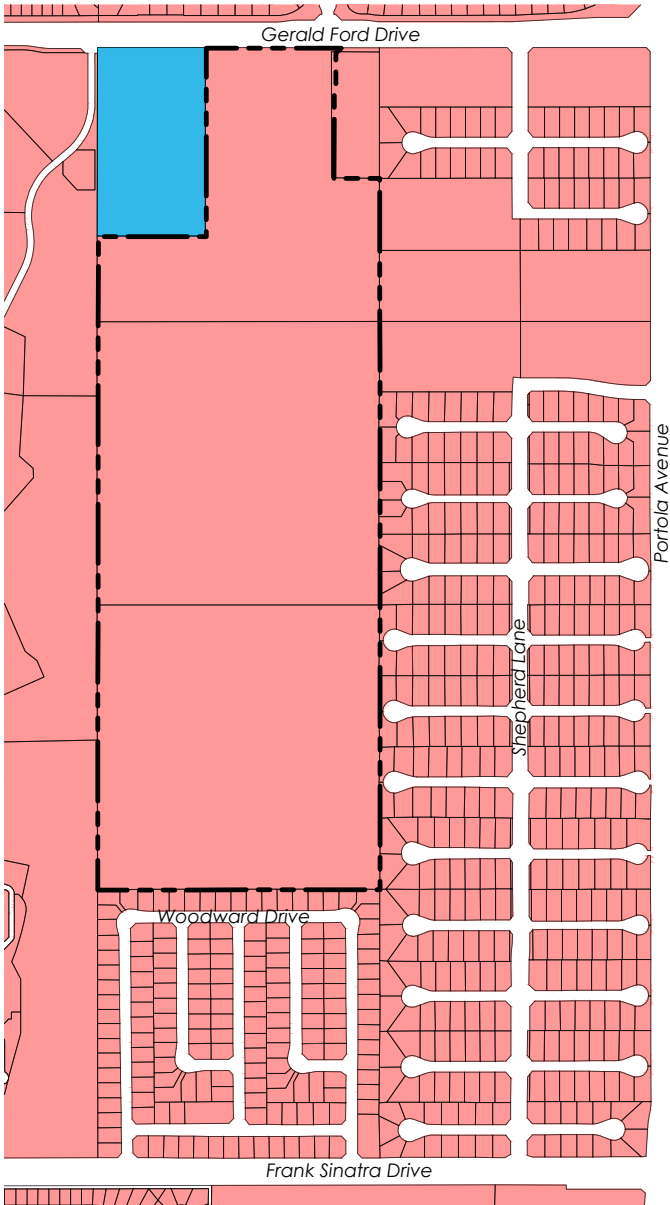 Gerald Ford Drive
Portola Avenue
Shepherd Lane
Woodward Drive
Frank Sinatra Drive